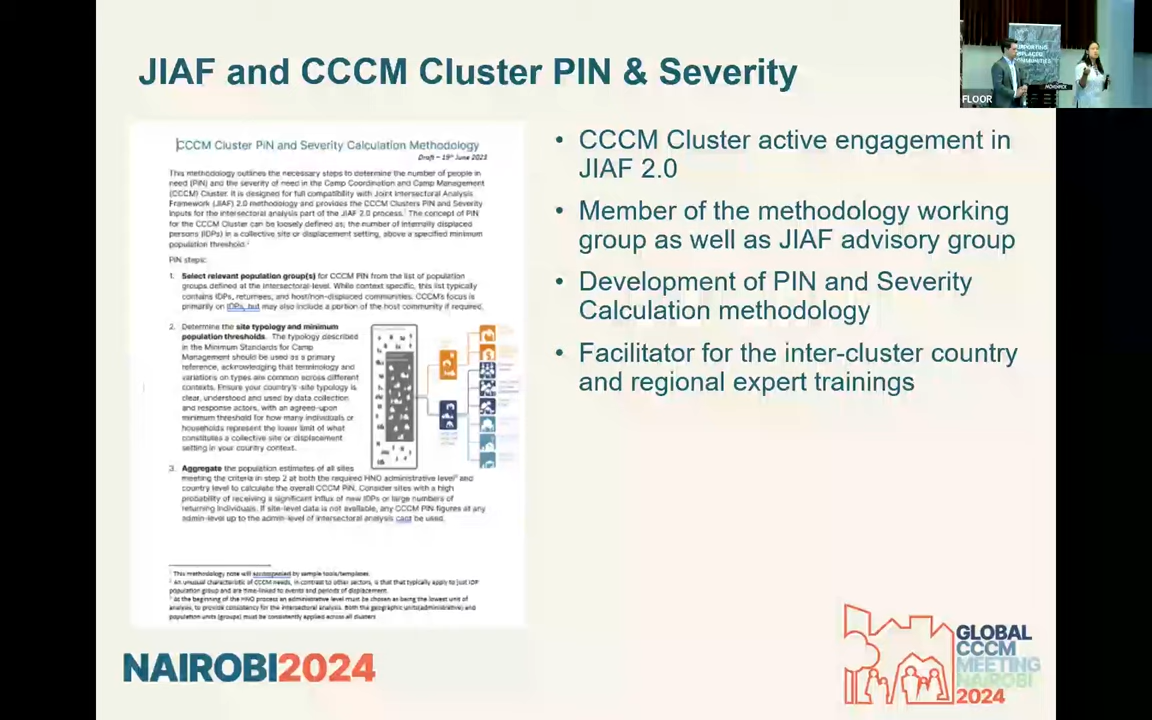 JIAF and CCCM Cluster PIN & Severity
SUPPORTING
DISPLACED
COMMUNITIES
FLOOR
CCCM Cluster PiN and Severity Calculation Methodology
Draft – 19th June 2023
This methodology outlines the necessary steps to determine the number of people in
need (PiN) and the severity of need in the Camp Coordination and Camp Management
(CCCM) Cluster. It is designed for full compatibility with Joint Intersectoral Analysis
Framework (JIAF) 2.0 methodology and provides the CCCM Clusters PIN and Severity
Inputs for the intersectoral analysis part of the JIAF 2.0 process.¹ The concept of PIN
for the CCCM Cluster can be loosely defined as; the number of internally displaced
persons (IDPs) in a collective site or displacement setting, above a specified minimum
population threshold.²
PiN steps:
1. Select relevant population group(s) for CCCM PIN from the list of population
groups defined at the intersectoral-level. While context specific, this list typically
contains IDPs, returnees, and host/non-displaced communities. CCCM's focus is
primarily on IDPs, but may also include a portion of the host community if required.
2. Determine the site typology and minimum
population thresholds. The typology described
in the Minimum Standards for Camp
Management should be used as a primary
reference, acknowledging that terminology and
variations on types are common across different
contexts. Ensure your country's site typology is
clear, understood and used by data collection
and response actors, with an agreed-upon
minimum threshold for how many individuals or
households represent the lower limit of what
constitutes a collective site or displacement
setting in your country context.
3. Aggregate the population estimates of all sites
meeting the criteria in step 2 at both the required HNO administrative level³ and
country level to calculate the overall CCCM PIN. Consider sites with a high
probability of receiving a significant influx of new IDPs or large numbers of
returning individuals. If site-level data is not available, any CCCM PIN figures at any
admin-level up to the admin-level of intersectoral analysis cant be used.
¹ This methodology note will accompanied by sample tools/templates.
² An unusual characteristic of CCCM needs, in contrast to other sectors, is that that typically apply to just IDP
population group and are time-linked to events and periods of displacement.
³ At the beginning of the HNO process an administrative level must be chosen as being the lowest unit of
analysis, to provide consistency for the intersectoral analysis. Both the geographic units(administrative) and
population units (groups) must be consistently applied across all clusters
• CCCM Cluster active engagement in
JIAF 2.0
• Member of the methodology working
group as well as JIAF advisory group
• Development of PIN and Severity
Calculation methodology
• Facilitator for the inter-cluster country
and regional expert trainings
NAIROBI2024
GLOBAL
CCCM
MEETING
NAIROBI
2024